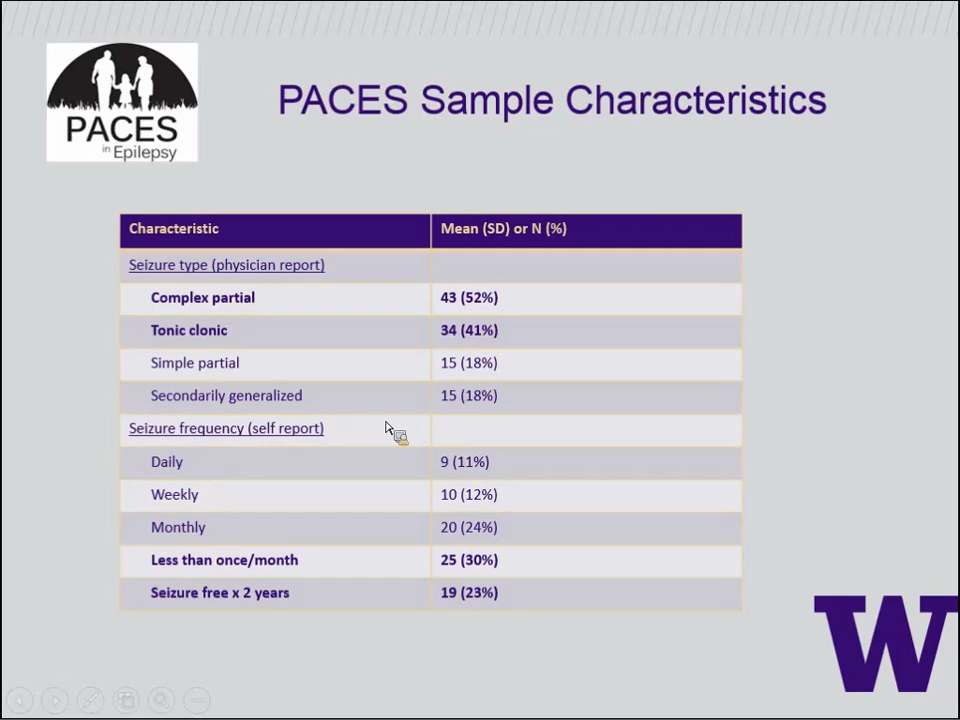 PACES
in Epilepsy
PACES Sample Characteristics
Characteristic Mean (SD) or N (%)
Seizure type (physician report)
Complex partial 43 (52%)
Tonic clonic 34 (41%)
Simple partial 15 (18%)
Secondarily generalized 15 (18%)
Seizure frequency (self report)
Daily 9 (11%)
Weekly 10 (12%)
Monthly 20 (24%)
Less than once/month 25 (30%)
Seizure free x 2 years 19 (23%)
W